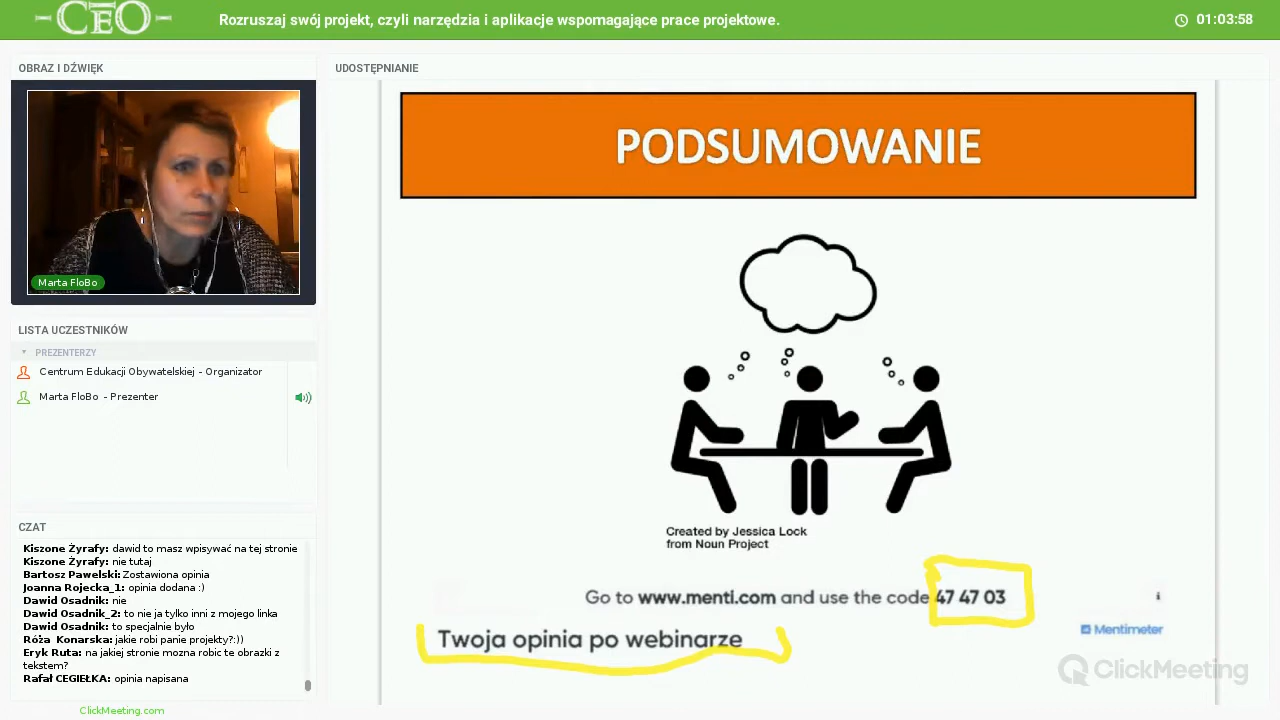 CEO
Rozruszaj swój projekt, czyli narzędzia i aplikacje wspomagające prace projektowe.
01:03:58
OBRAZ I DŹWIĘK
Marta FloBo
LISTA UCZESTNIKÓW
PREZENTERZY
Centrum Edukacji Obywatelskiej - Organizator
Marta FloBo - Prezenter
CZAT
Kiszone Żyrafy: dawid to masz wpisywać na tej stronie
Kiszone Żyrafy: nie tutaj
Bartosz Pawelski: Zostawiona opinia
Joanna Rojecka_1: opinia dodana :)
Dawid Osadnik: nie
Dawid Osadnik_2: to nie ja tylko inni z mojego linka
Dawid Osadnik: to specjalnie było
Róża Konarska: jakie robi panie projekty?:))
Eryk Ruta: na jakiej stronie mozna robic te obrazki z
tekstem?
Rafał CEGIEŁKA: opinia napisana
ClickMeeting.com
UDOSTĘPNIANIE
PODSUMOWANIE
Created by Jessica Lock
from Noun Project
Go to www.menti.com and use the code 47 47 03
Twoja opinia po webinarze
Mentimeter
ClickMeeting